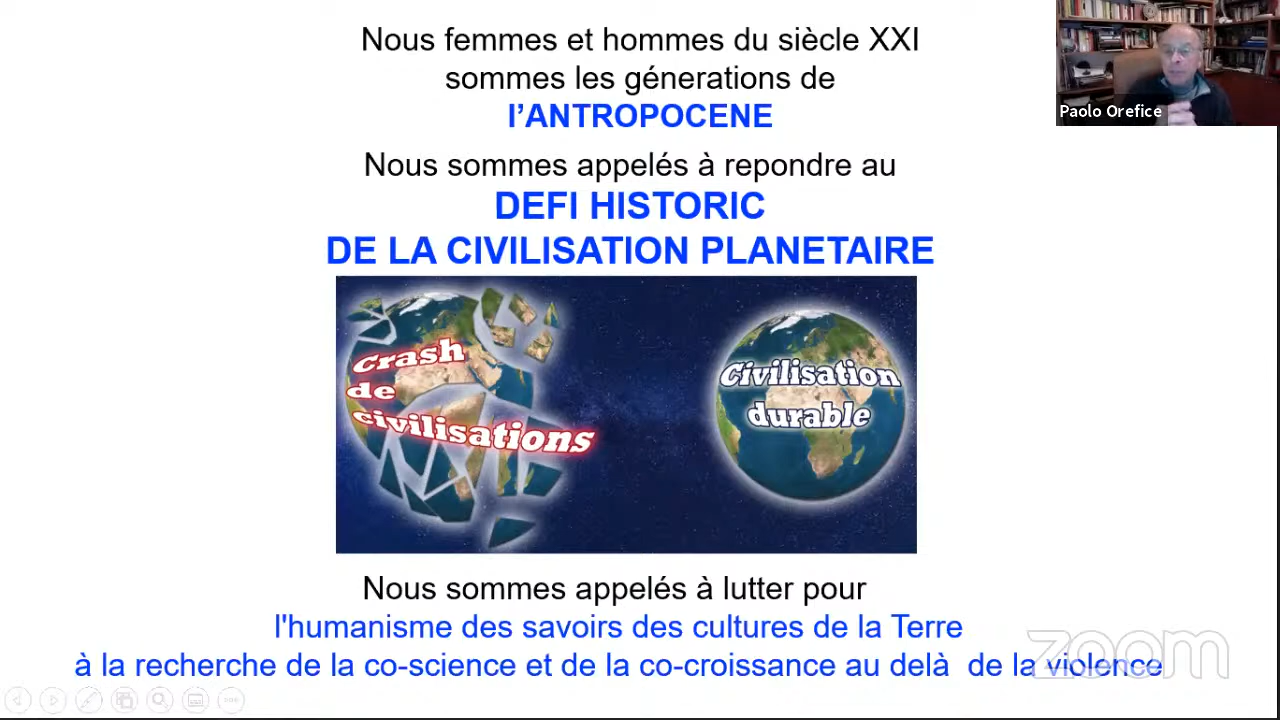 Nous femmes et hommes du siècle XXI
sommes les génerations de
l’ANTROPOCENE
Paolo Orefice
Nous sommes appelés à repondre au
DEFI HISTORIC
DE LA CIVILISATION PLANETAIRE
Crash
de
civilisations
Civilisation
durable
Nous sommes appelés à lutter pour
l'humanisme des savoirs des cultures de la Terre
à la recherche de la co-science et de la co-croissance au delà de la violence
zoom